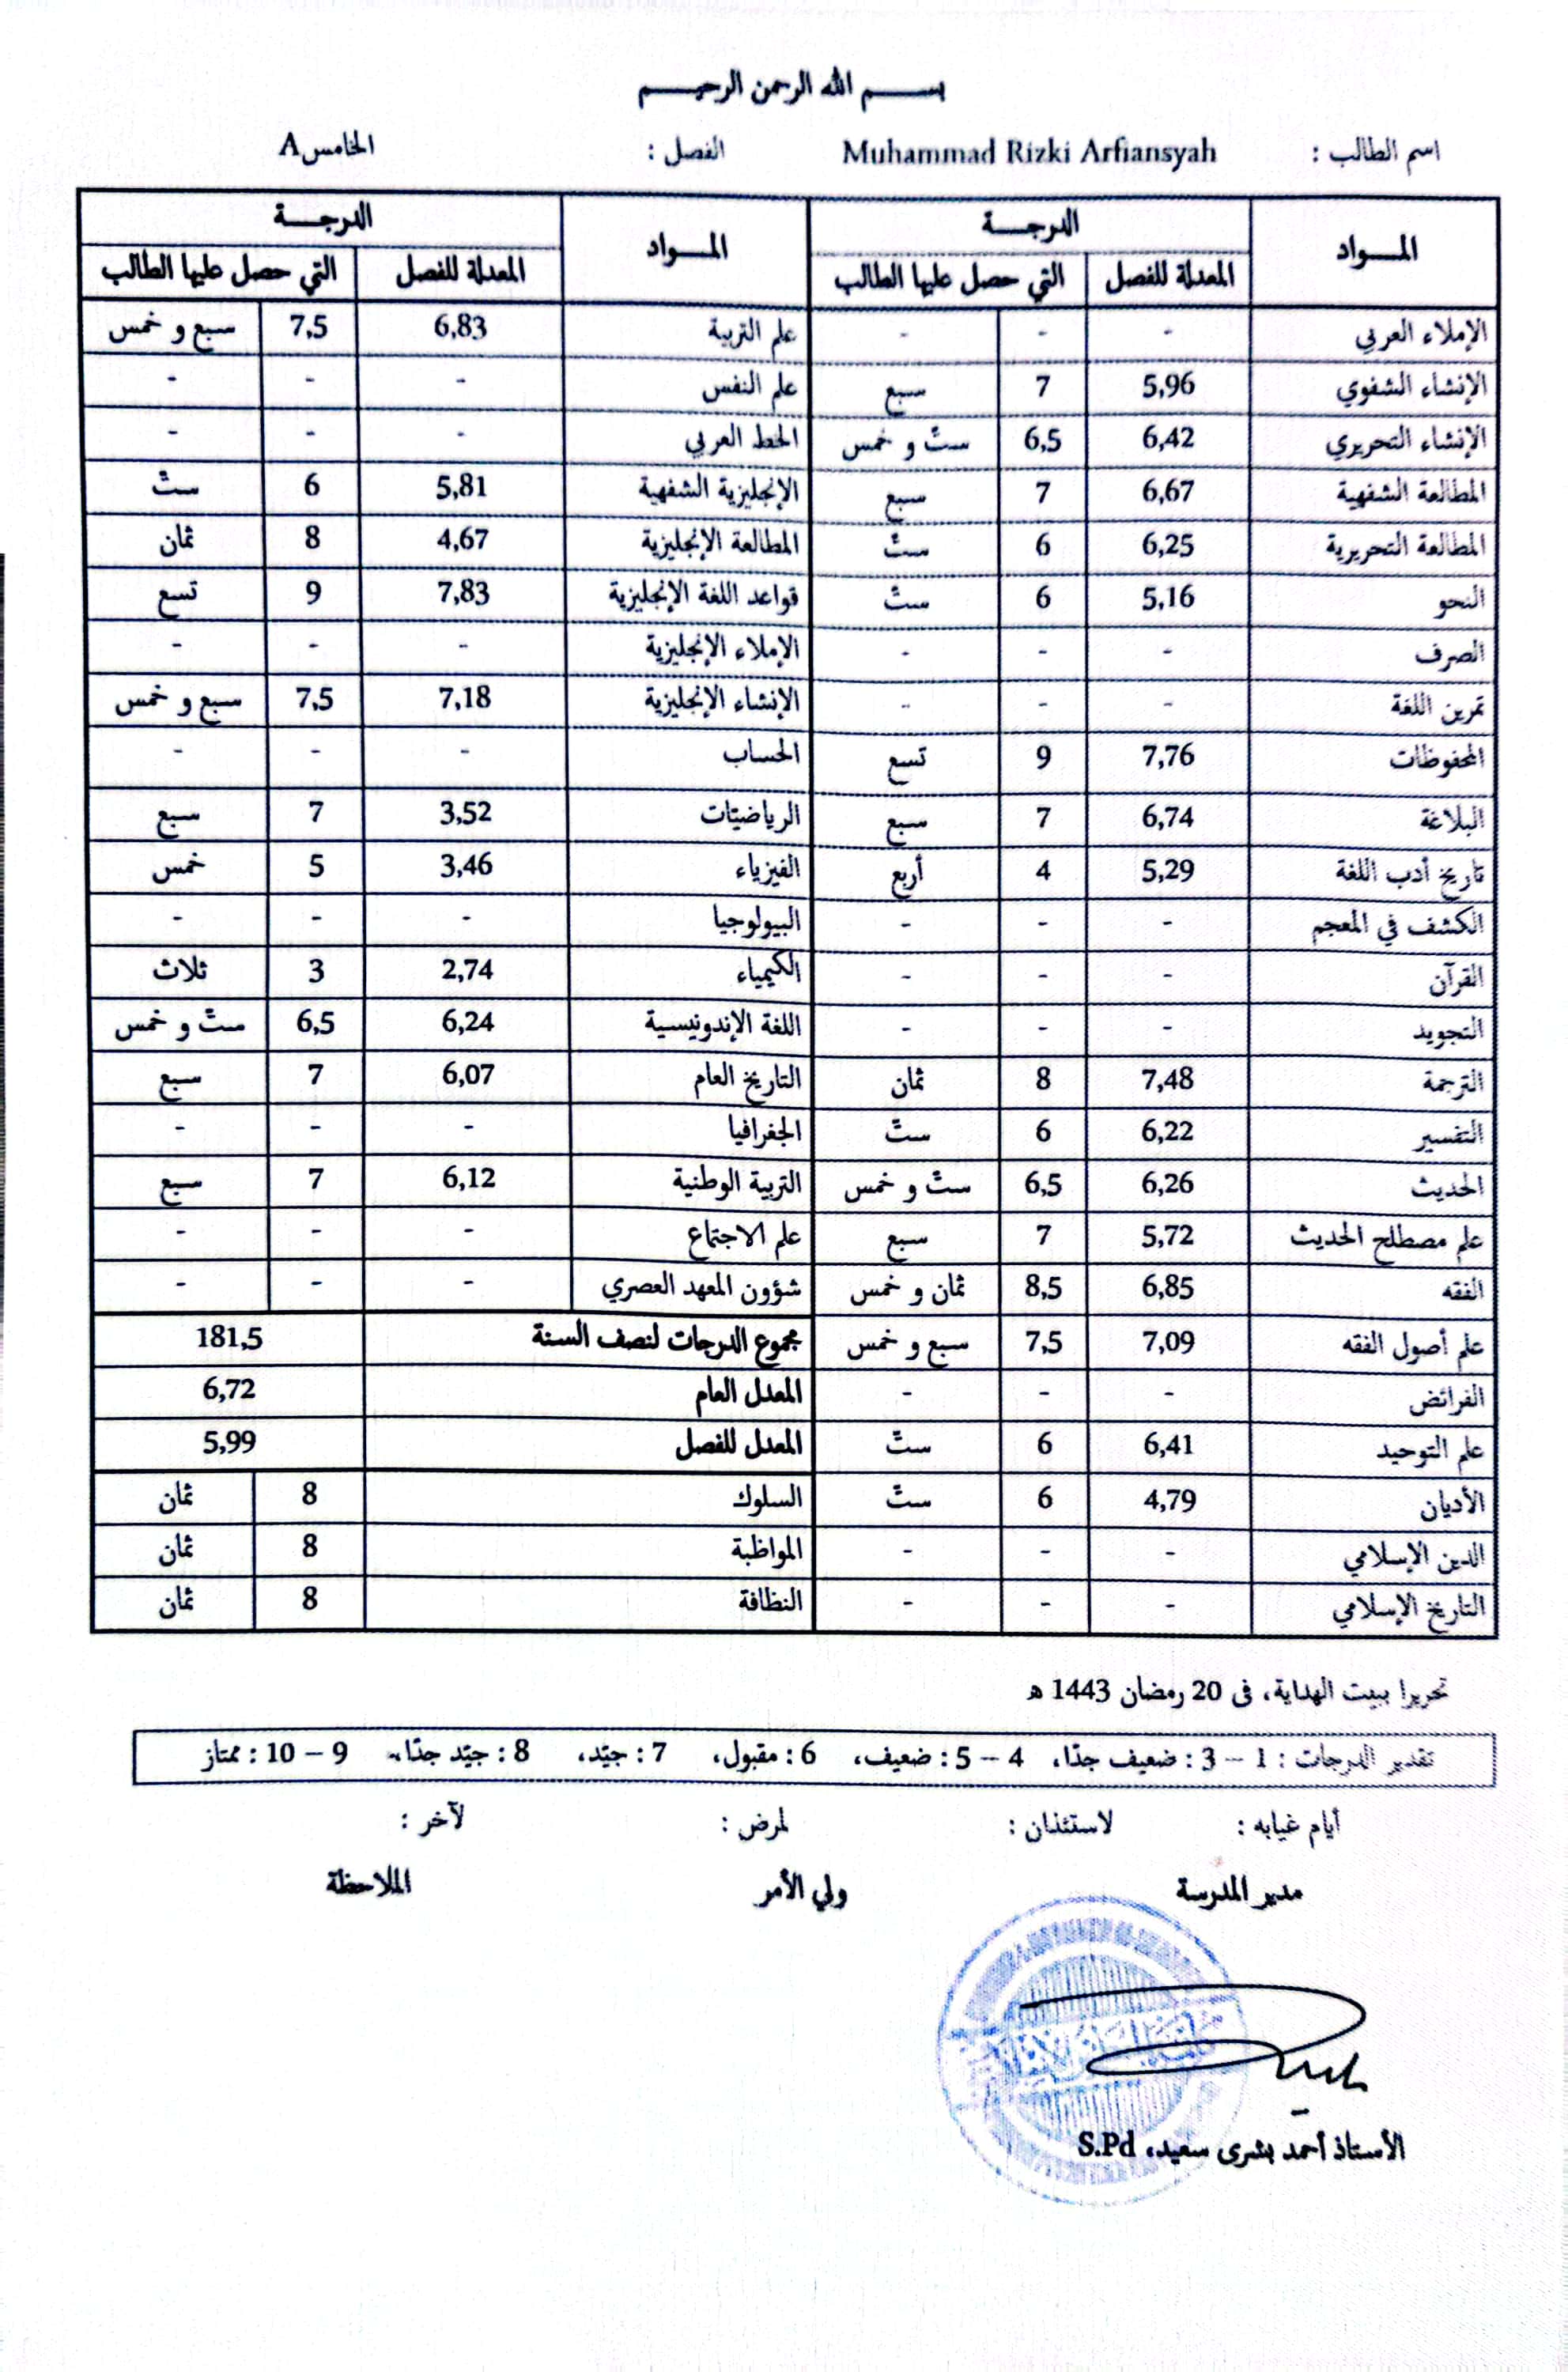 بسم الله الرحمن الرحيم
اسم الطالب : Muhammad Rizki Arfiansyah الفصل : الخامس A
المواد الدرجة المواد الدرجة
المعدلة للفصل التي حصل عليها الطالب المعدلة للفصل التي حصل عليها الطالب
الإملاء العربي - - - علم التربية 6,83 7,5 سبع و خمس
الإنشاء الشفوي 5,96 7 سبع علم النفس - - -
الإنشاء التحريري 6,42 6,5 ستّ و خمس الخط العربي - - -
المطالعة الشفهية 6,67 7 سبع الإنجليزية الشفهية 5,81 6 ستّ
المطالعة التحريرية 6,25 6 ستّ المطالعة الإنجليزية 4,67 8 ثمان
النحو 5,16 6 ستّ قواعد اللغة الإنجليزية 7,83 9 تسع
الصرف - - - الإملاء الإنجليزية - - -
تمرين اللغة - - - الإنشاء الإنجليزية 7,18 7,5 سبع و خمس
المحفوظات 7,76 9 تسع الحساب - - -
البلاغة 6,74 7 سبع الرياضيّات 3,52 7 سبع
تاريخ أدب اللغة 5,29 4 أربع الفيزياء 3,46 5 خمس
الكشف في المعجم - - - البيولوجيا - - -
القرآن - - - الكيمياء 2,74 3 ثلاث
التجويد - - - اللغة الإندونيسية 6,24 6,5 ستّ و خمس
الترجمة 7,48 8 ثمان التاريخ العام 6,07 7 سبع
التفسير 6,22 6 ستّ الجغرافيا - - -
الحديث 6,26 6,5 ستّ و خمس التربية الوطنية 6,12 7 سبع
علم مصطلح الحديث 5,72 7 سبع علم الاجتماع - - -
الفقه 6,85 8,5 ثمان و خمس شؤون المعهد العصري - - -
علم أصول الفقه 7,09 7,5 سبع و خمس مجموع الدرجات لنصف السنة 181,5
الفرائض - - - المعدل العام 6,72
علم التوحيد 6,41 6 ستّ المعدل للفصل 5,99
الأديان 4,79 6 ستّ السلوك 8 ثمان
الدين الإسلامي - - - المواظبة 8 ثمان
التاريخ الإسلامي - - - النظافة 8 ثمان
تحريرا ببيت الهداية، فى 20 رمضان 1443 ه
تقدير الدرجات : 1 – 3 : ضعيف جدّا، 4 – 5 : ضعيف، 6 : مقبول، 7 : جيّد، 8 : جيّد جدّا، 9 – 10 : ممتاز
أيام غيابه : لاستئذان : لمرض : لآخر :
مدير المدرسة ولي الأمر الملاحظة
الأستاذ أحمد بشرى سعيد، S.Pd